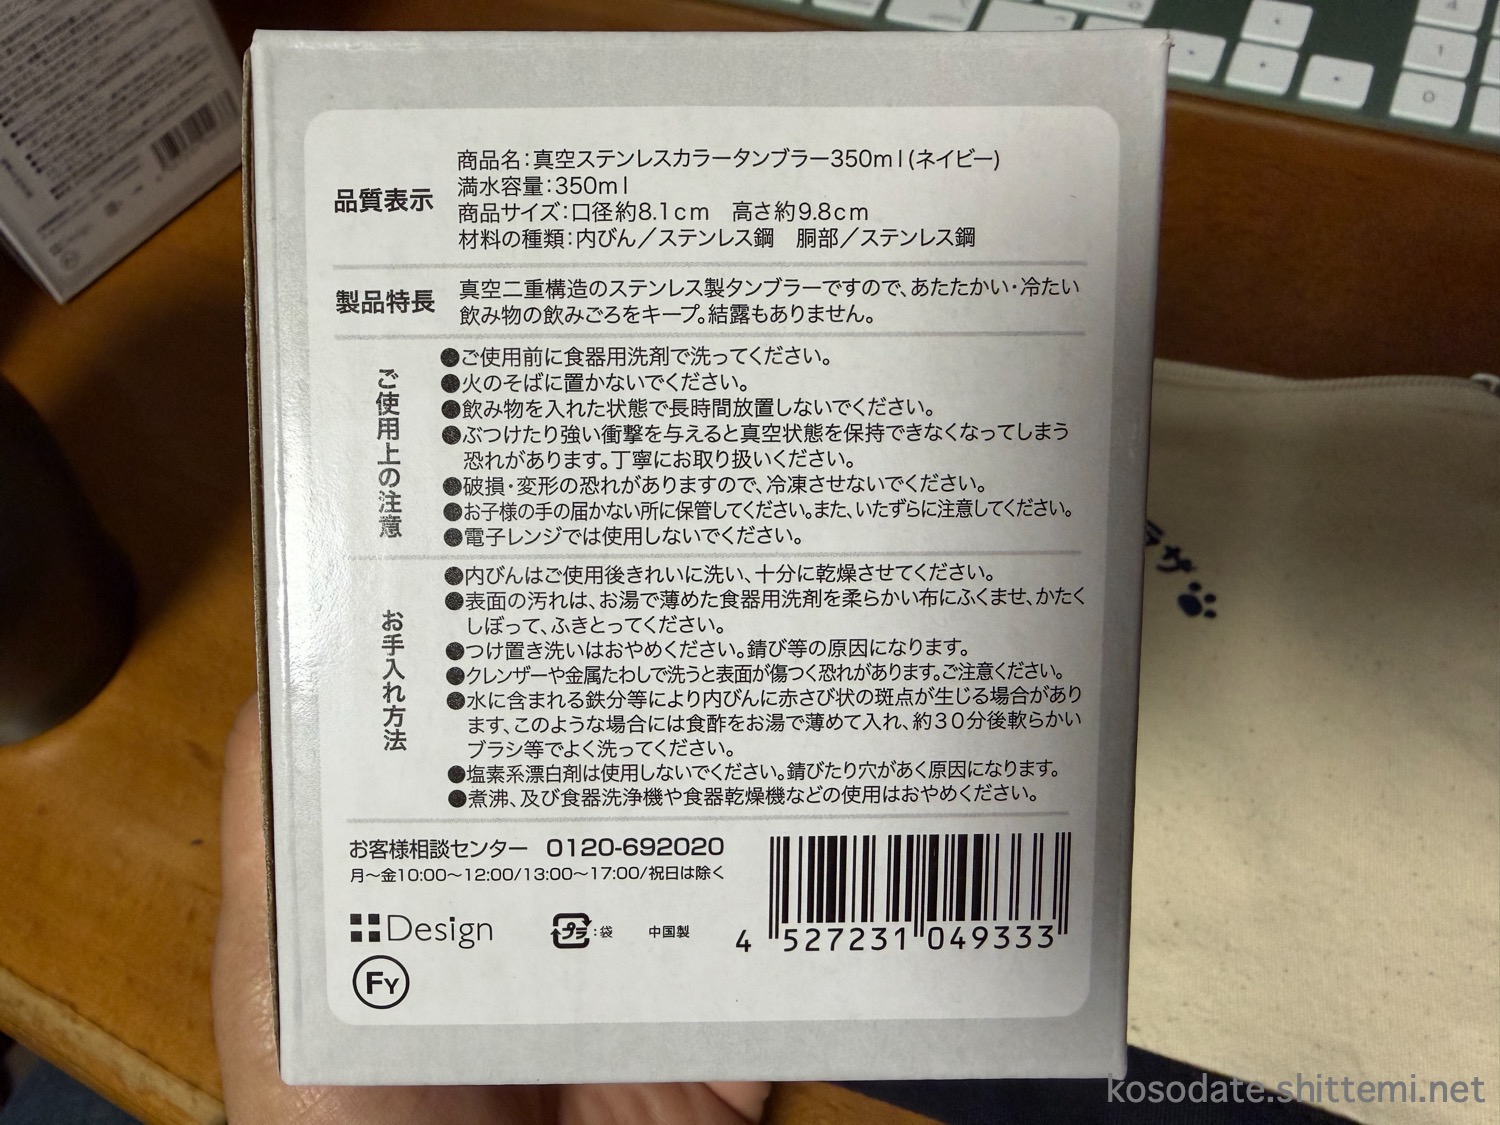 品質表示
商品名：真空ステンレスカラータンブラー350ml(ネイビー)
満水容量：350ml
商品サイズ：口径約8.1cm　高さ約9.8cm
材料の種類：内びん／ステンレス鋼　胴部／ステンレス鋼
製品特長
真空二重構造のステンレス製タンブラーですので、あたたかい・冷たい
飲み物の飲みごろをキープ。結露もありません。
ご使用上の注意
●ご使用前に食器用洗剤で洗ってください。
●火のそばに置かないでください。
●飲み物を入れた状態で長時間放置しないでください。
●ぶつけたり強い衝撃を与えると真空状態を保持できなくなってしまう
恐れがあります。丁寧にお取り扱いください。
●破損・変形の恐れがありますので、冷凍させないでください。
●お子様の手の届かない所に保管してください。また、いたずらに注意してください。
●電子レンジでは使用しないでください。
お手入れ方法
●内びんはご使用後きれいに洗い、十分に乾燥させてください。
●表面の汚れは、お湯で薄めた食器用洗剤を柔らかい布にふくませ、かたく
しぼって、ふきとってください。
●つけ置き洗いはおやめください。錆び等の原因になります。
●クレンザーや金属たわしで洗うと表面が傷つく恐れがあります。ご注意ください。
●水に含まれる鉄分等により内びんに赤さび状の斑点が生じる場合があり
ます、このような場合には食酢をお湯で薄めて入れ、約30分後軟らかい
ブラシ等でよく洗ってください。
●塩素系漂白剤は使用しないでください。錆びたり穴があく原因になります。
●煮沸、及び食器洗浄機や食器乾燥機などの使用はおやめください。
お客様相談センター　0120-692020
月〜金10:00〜12:00/13:00〜17:00/祝日は除く
Design
プラ：袋
中国製
4 527231 049333
FY
kosodate.shittemi.net